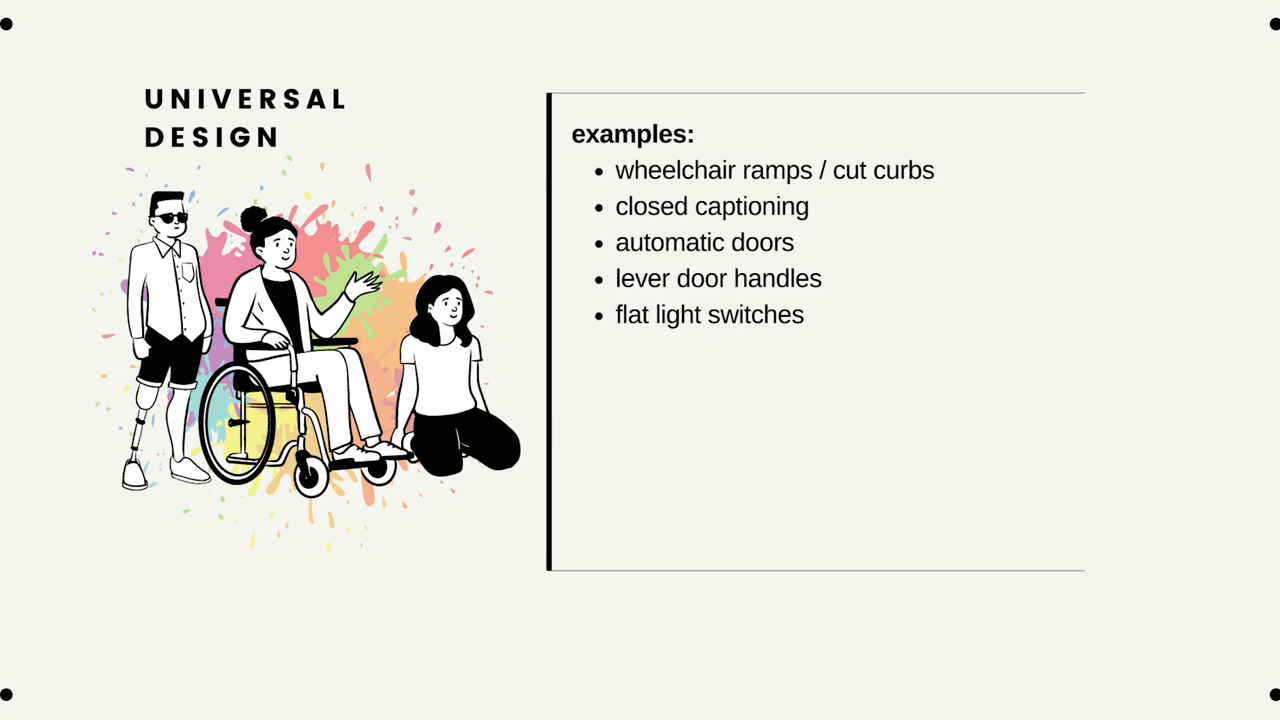 UNIVERSAL
DESIGN
examples:
• wheelchair ramps / cut curbs
• closed captioning
• automatic doors
• lever door handles
• flat light switches